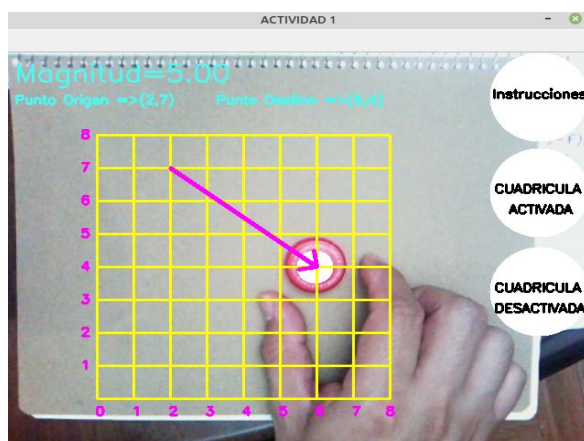 ACTIVIDAD 1
Magnitud=5.00
Punto Origen =>(2,7) Punto Destino =>(6,4)
Instrucciones
CUADRICULA
ACTIVADA
CUADRICULA
DESACTIVADA
8
7
6
5
4
3
2
1
0 1 2 3 4 5 6 7 8